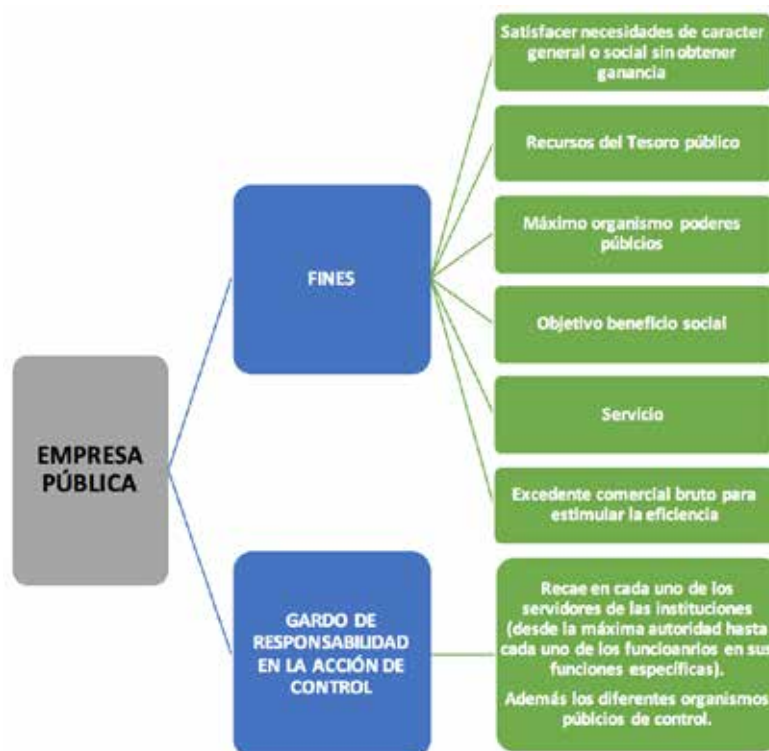 Satisfacer necesidades de caracter
general o social sin obtener
ganancia
Recursos del Tesoro público
Máximo organismo poderes
púbicios
Objetivo beneficio social
Servicio
Excedente comercial bruto para
estimular la eficiencia
FINES
EMPRESA
PÚBLICA
GARDO DE
RESPONSABILIDAD
EN LA ACCIÓN DE
CONTROL
Recae en cada uno de los
servidores de las instituciones
(desde la máxima autoridad hasta
cada uno de los funcioanrios en sus
funciones específicas).
Además los diferentes organismos
púbicios de control.